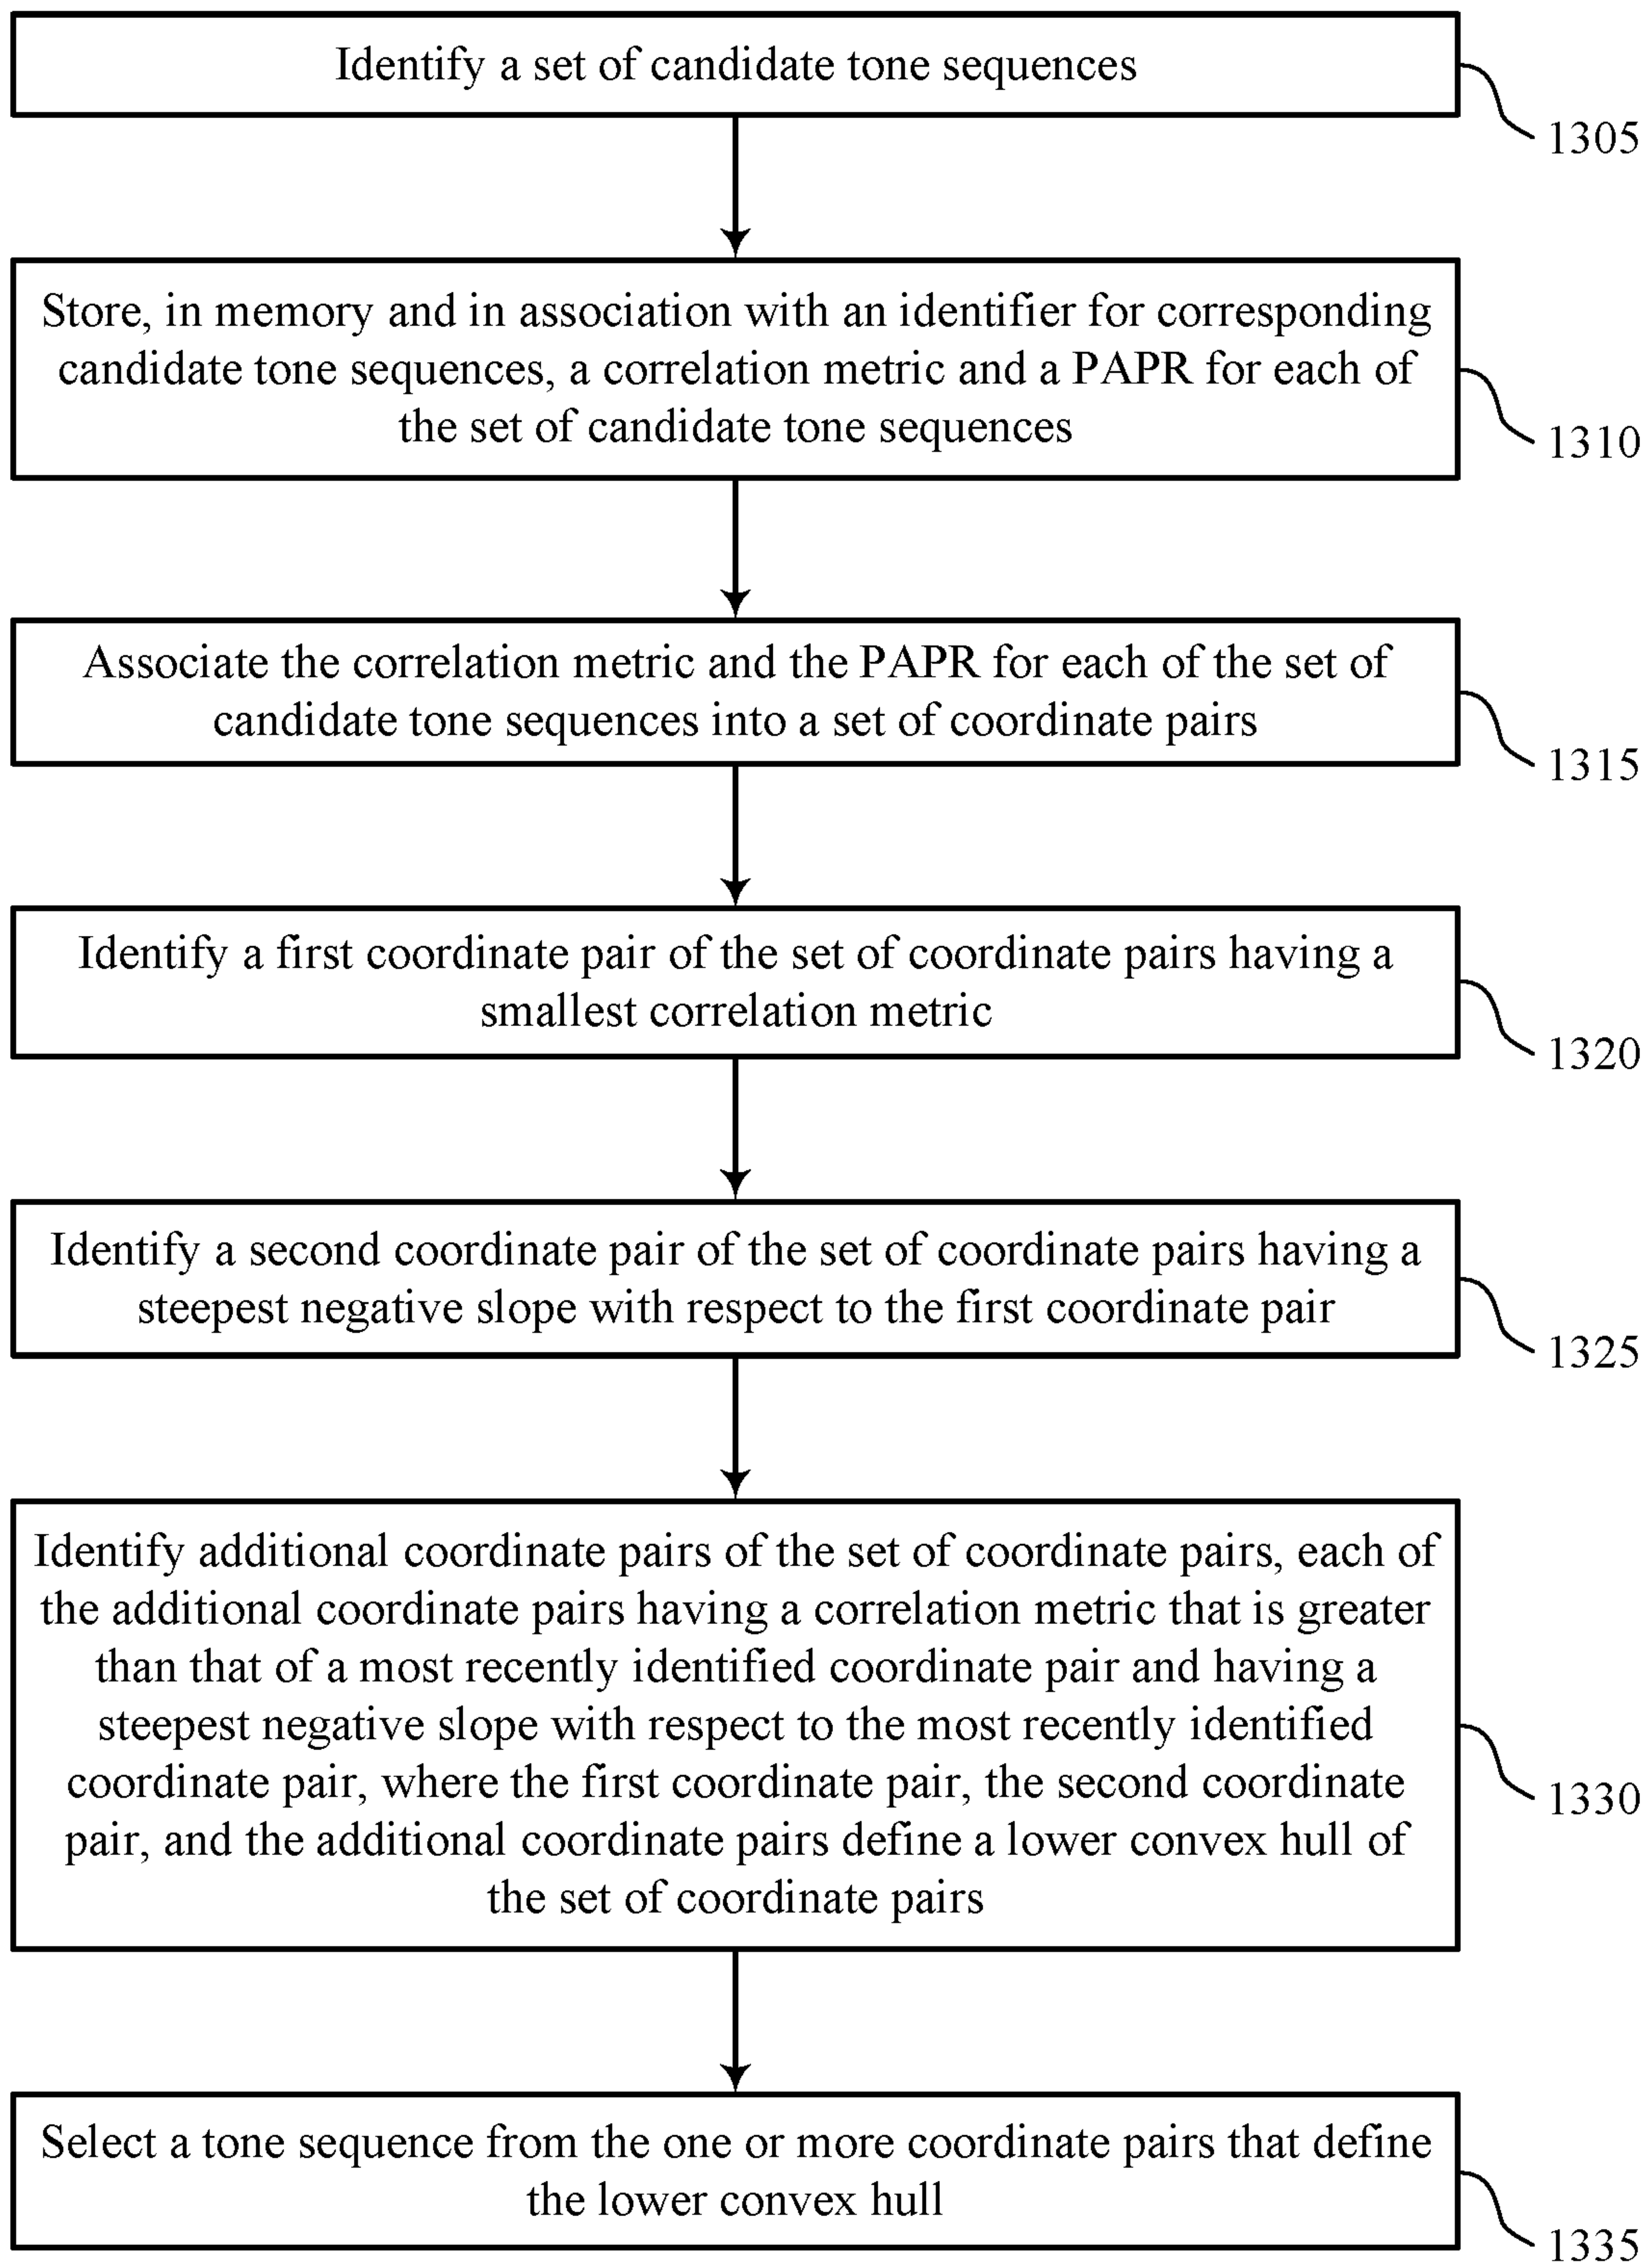 Identify a set of candidate tone sequences
1305
Store, in memory and in association with an identifier for corresponding
candidate tone sequences, a correlation metric and a PAPR for each of
the set of candidate tone sequences
1310
Associate the correlation metric and the PAPR for each of the set of
candidate tone sequences into a set of coordinate pairs
1315
Identify a first coordinate pair of the set of coordinate pairs having a
smallest correlation metric
1320
Identify a second coordinate pair of the set of coordinate pairs having a
steepest negative slope with respect to the first coordinate pair
1325
Identify additional coordinate pairs of the set of coordinate pairs, each of
the additional coordinate pairs having a correlation metric that is greater
than that of a most recently identified coordinate pair and having a
steepest negative slope with respect to the most recently identified
coordinate pair, where the first coordinate pair, the second coordinate
pair, and the additional coordinate pairs define a lower convex hull of
the set of coordinate pairs
1330
Select a tone sequence from the one or more coordinate pairs that define
the lower convex hull
1335